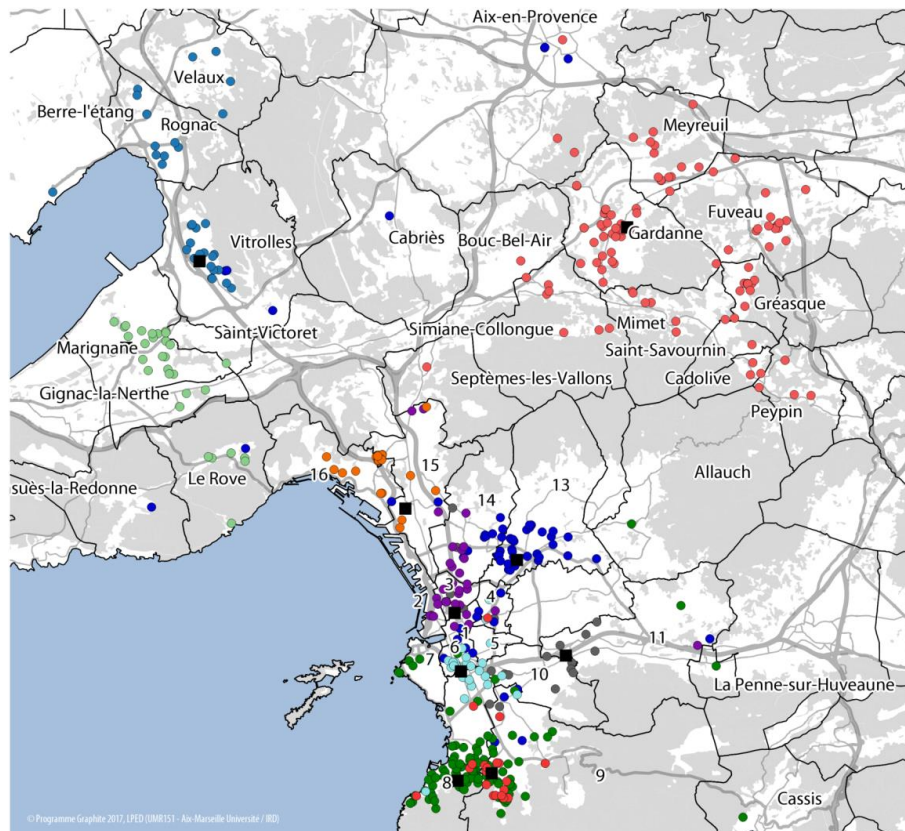 Aix-en-Provence
Velaux
Berre-l'étang
Rognac
Meyreuil
Fuveau
Vitrolles
Cabriès
Bouc-Bel-Air
Gardanne
Gréasque
Saint-Victoret
Simiane-Collongue
Mimet
Marignane
Saint-Savournin
Septèmes-les-Vallons
Cadolive
Gignac-la-Nerthe
Peypin
15
16
Allauch
Le Rove
13
suès-la-Redonne
14
3
4
2
1
5
11
6
7
10
La Penne-sur-Huveaune
9
8
Cassis
© Programme Graphite 2017, LPED (UMR151 - Aix-Marseille Université / IRD)